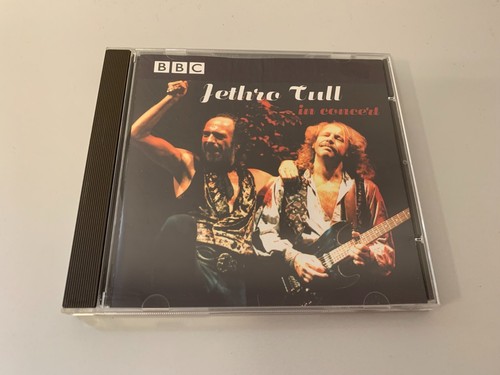 BBC
Jethro Tull
in concert